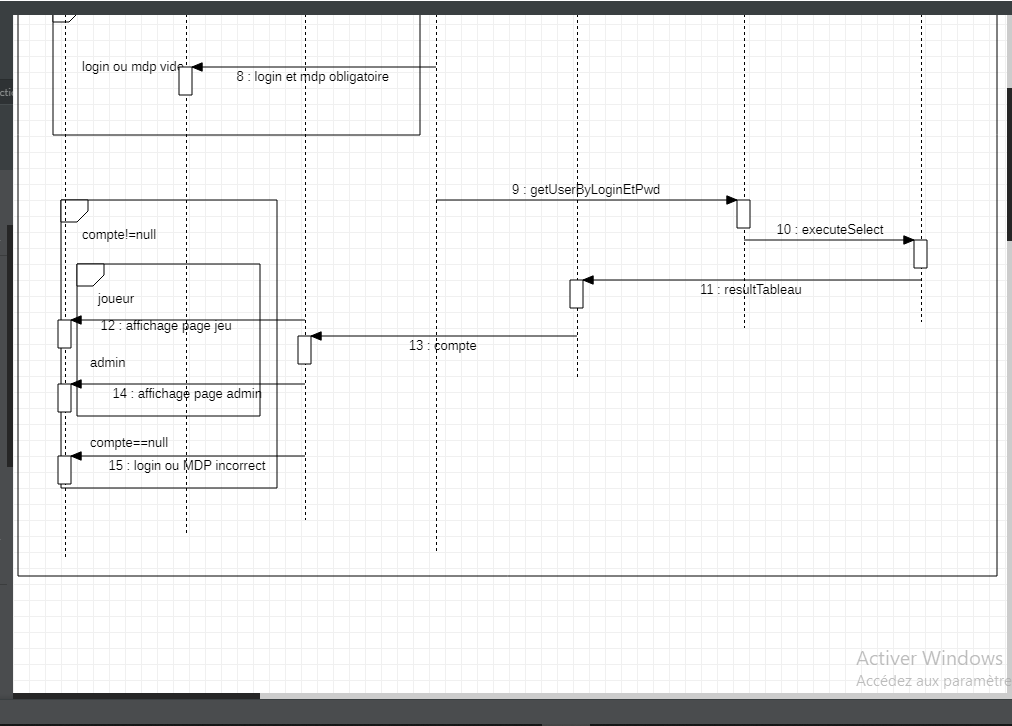 login ou mdp vide
8 : login et mdp obligatoire
9 : getUserByLoginEtPwd
compte!=null
10 : executeSelect
11 : resultTableau
joueur
12 : affichage page jeu
13 : compte
admin
14 : affichage page admin
compte==null
15 : login ou MDP incorrect
Activer Windows
Accédez aux paramètre